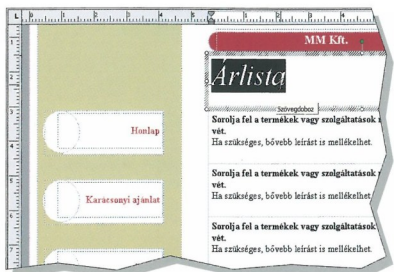 MM Kft.
Árlista
Szövegdoboz
Honlap
Karácsonyi ajánlat
Sorolja fel a termékek vagy szolgáltatások
vét.
Ha szükséges, bővebb leírást is mellékelhet.
Sorolja fel a termékek vagy szolgáltatások
vét.
Ha szükséges, bővebb leírást is mellékelhet.
Sorolja fel a termékek vagy szolgáltatások
vét.
Ha szükséges, bővebb leírást is mellékelhet.